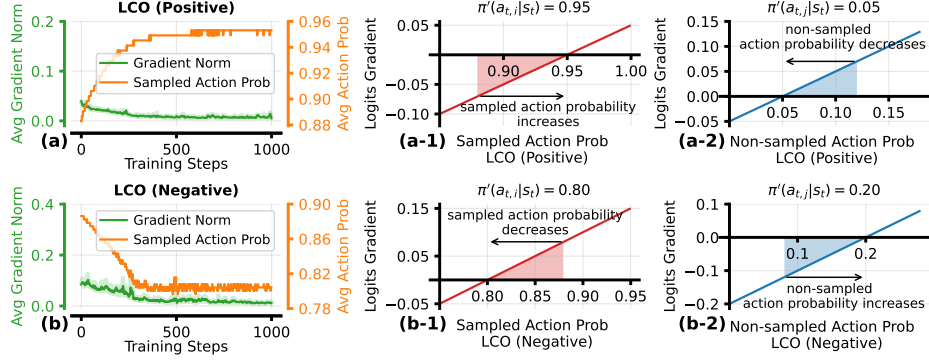 LCO (Positive)
Avg Gradient Norm
0.2
0.1
0.0
Gradient Norm
Sampled Action Prob
0.96
0.94
0.92
0.90
0.88
Avg Action Prob
0
500
1000
Training Steps
(a)
π′(a_{t,i}|s_t) = 0.95
Logits Gradient
0.00
−0.05
−0.10
0.90
0.95
1.00
sampled action probability
increases
(a-1)
Sampled Action Prob
LCO (Positive)
π′(a_{t,j}|s_t) = 0.05
Logits Gradient
0.10
0.05
0.00
−0.05
non-sampled
action probability decreases
0.05
0.10
(a-2)
Non-sampled Action Prob
LCO (Positive)
LCO (Negative)
Avg Gradient Norm
0.4
0.2
0.0
Gradient Norm
Sampled Action Prob
0.90
0.86
0.82
0.78
Avg Action Prob
0
500
1000
Training Steps
(b)
π′(a_{t,i}|s_t) = 0.80
Logits Gradient
0.15
0.10
0.05
0.00
−0.05
sampled action probability
decreases
0.80
0.85
0.90
0.95
(b-1)
Sampled Action Prob
LCO (Negative)
π′(a_{t,j}|s_t) = 0.20
Logits Gradient
0.1
0.0
−0.1
−0.2
0.1
0.2
non-sampled
action probability increases
(b-2)
Non-sampled Action Prob
LCO (Negative)